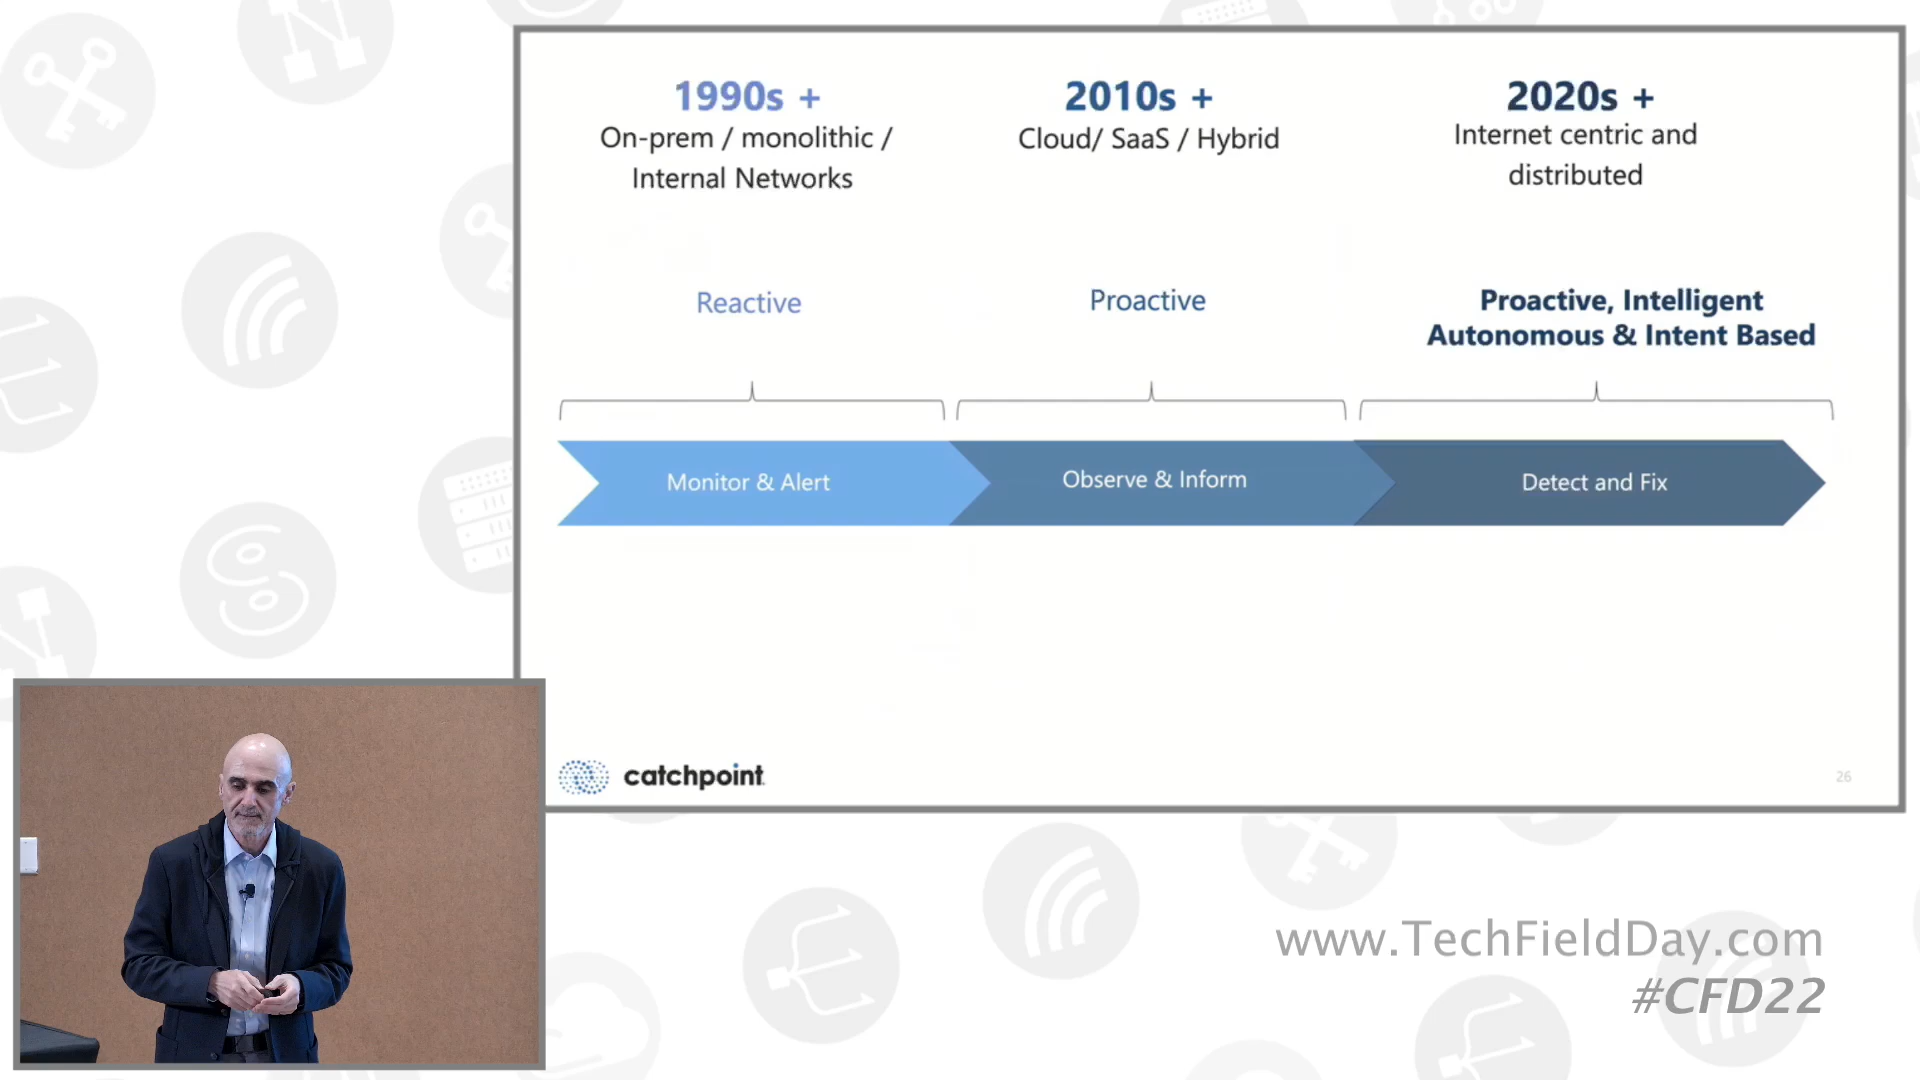 1990s +
On-prem / monolithic /
Internal Networks
2010s +
Cloud/ SaaS / Hybrid
2020s +
Internet centric and
distributed
Reactive
Proactive
Proactive, Intelligent
Autonomous & Intent Based
Monitor & Alert
Observe & Inform
Detect and Fix
catchpoint
26
www.TechFieldDay.com
#CFD22